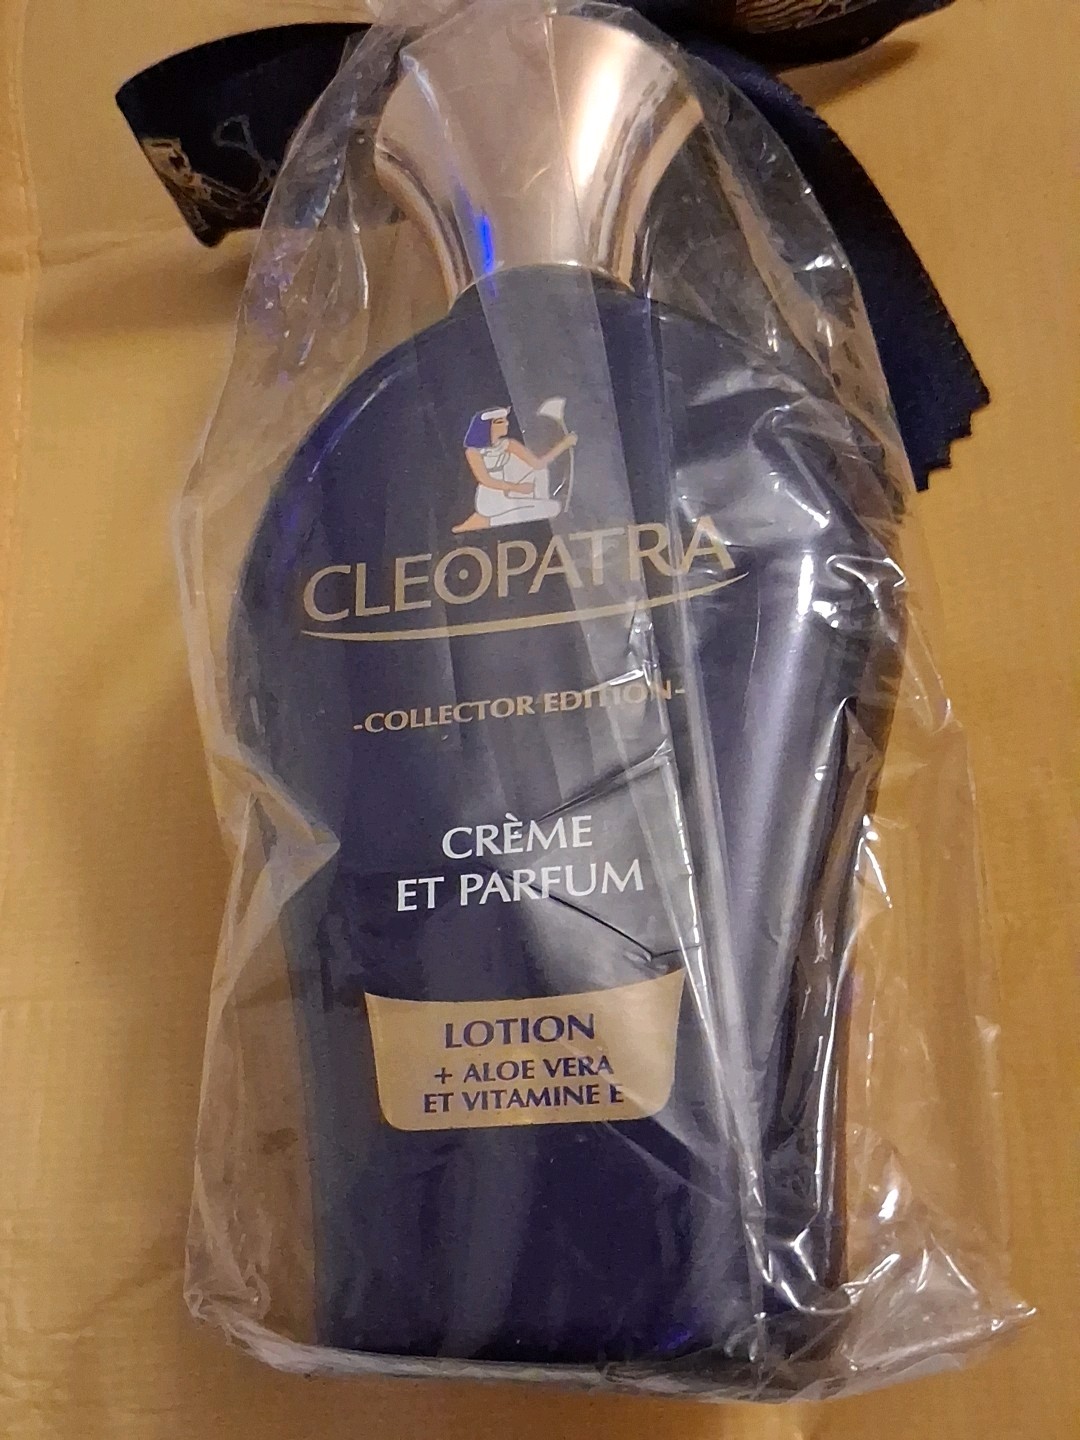 CLEOPATRA
-COLLECTOR EDITION-
CRÈME
ET PARFUM
LOTION
+ ALOE VERA
ET VITAMINE E